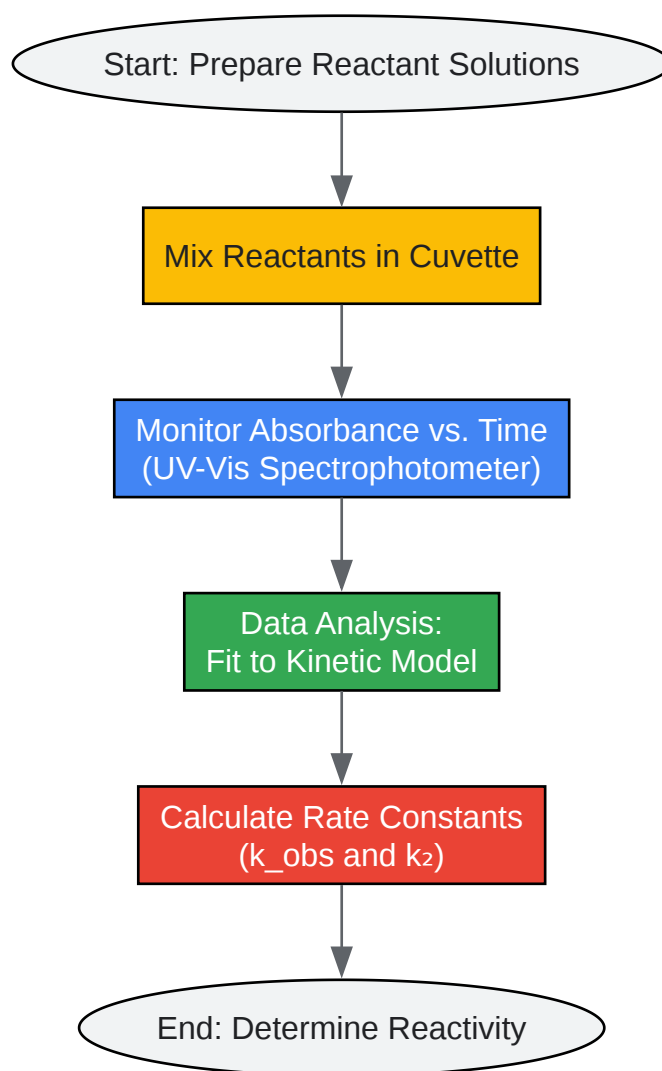 Start: Prepare Reactant Solutions
Mix Reactants in Cuvette
Monitor Absorbance vs. Time
(UV-Vis Spectrophotometer)
Data Analysis:
Fit to Kinetic Model
Calculate Rate Constants
(k_obs and k₂)
End: Determine Reactivity